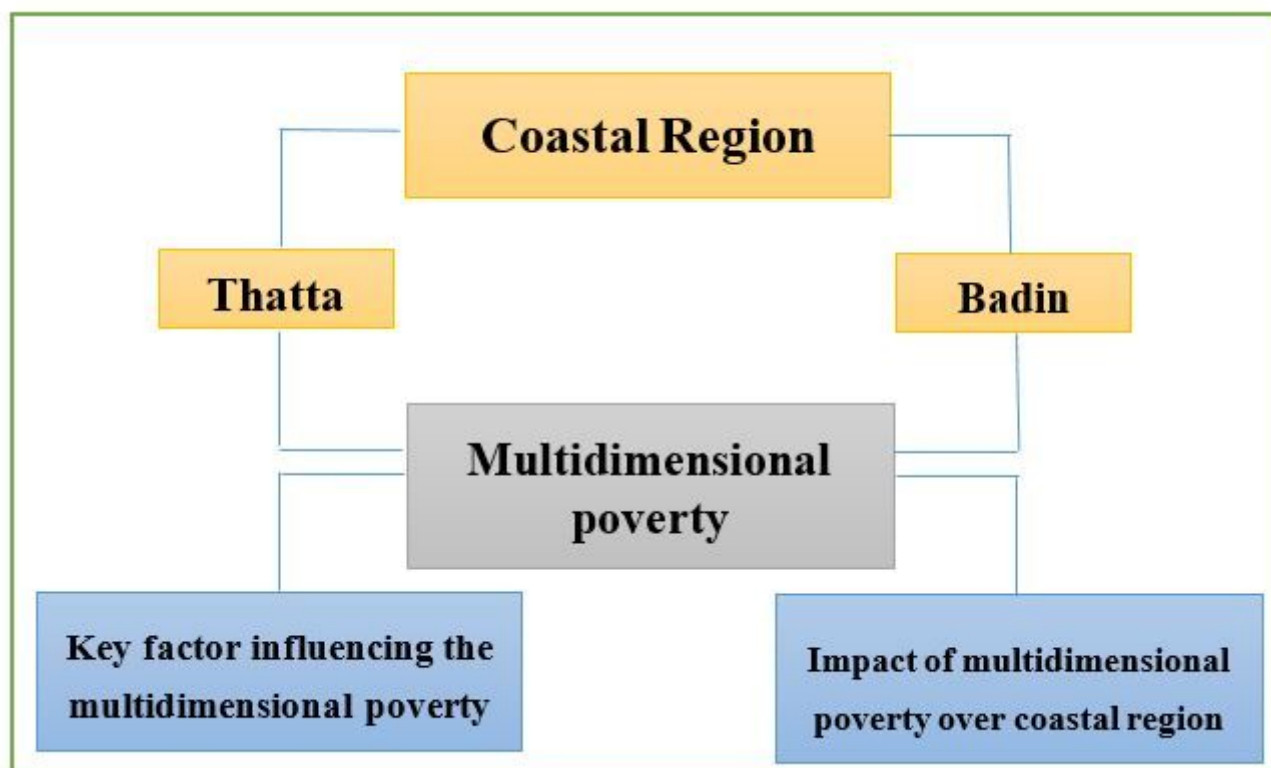 Coastal Region
Thatta
Badin
Multidimensional
poverty
Key factor influencing the
multidimensional poverty
Impact of multidimensional
poverty over coastal region